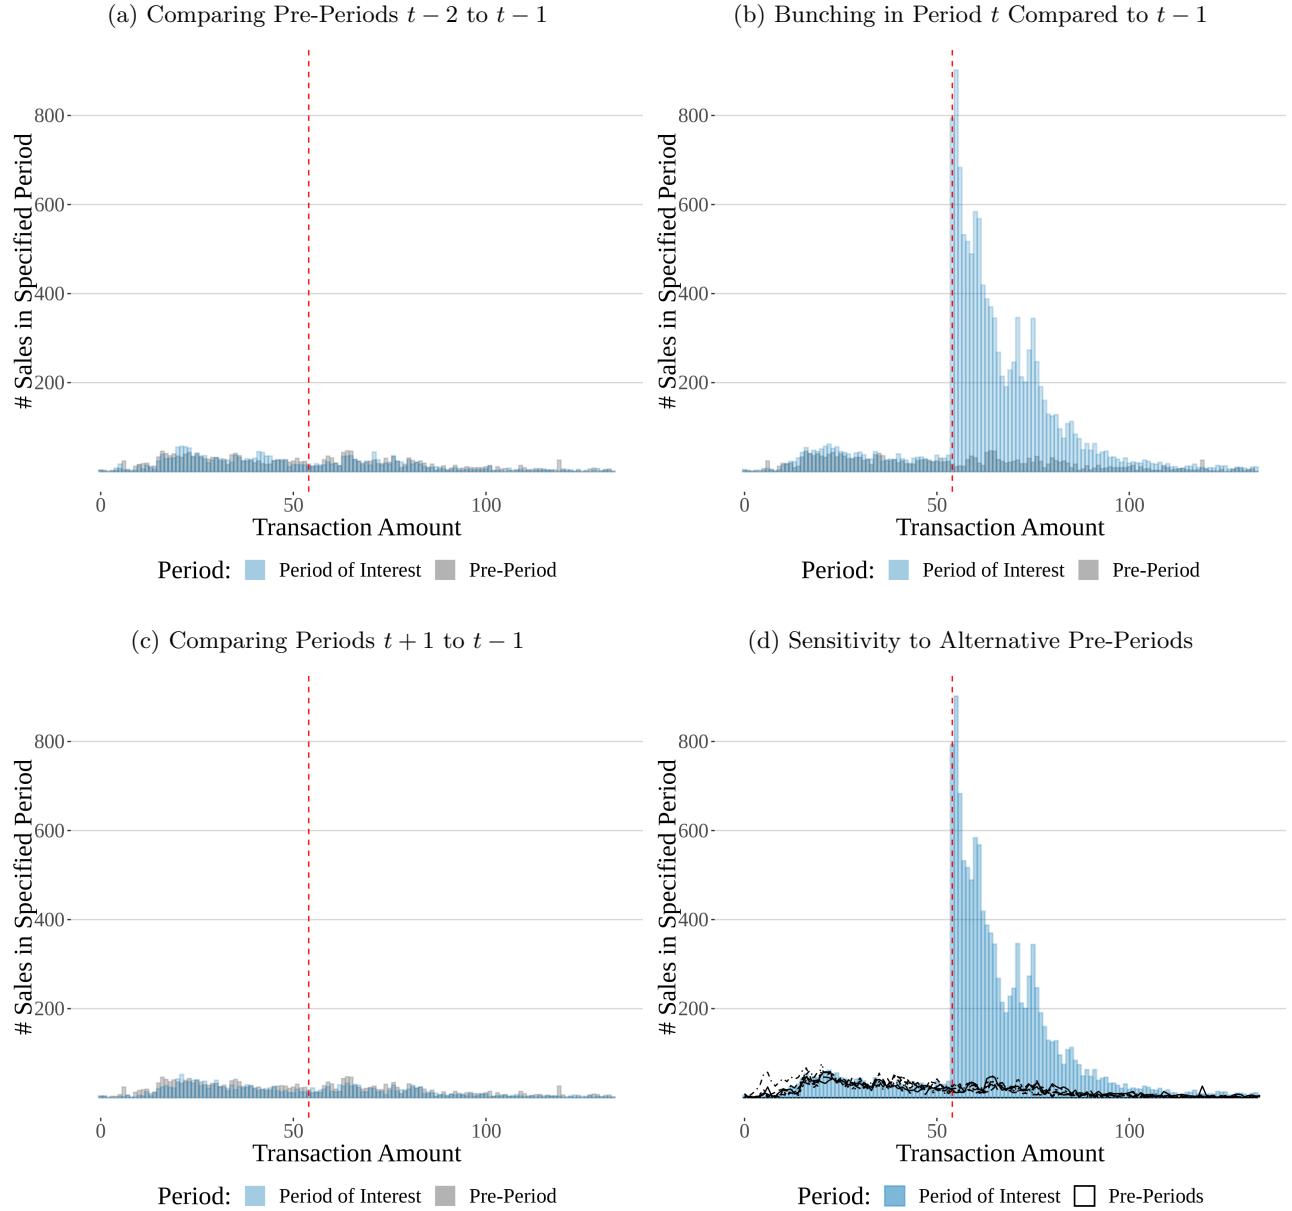 (a) Comparing Pre-Periods t − 2 to t − 1
# Sales in Specified Period
800
600
400
200
0 50 100
Transaction Amount
Period: Period of Interest Pre-Period
(b) Bunching in Period t Compared to t − 1
# Sales in Specified Period
800
600
400
200
0 50 100
Transaction Amount
Period: Period of Interest Pre-Period
(c) Comparing Periods t + 1 to t − 1
# Sales in Specified Period
800
600
400
200
0 50 100
Transaction Amount
Period: Period of Interest Pre-Period
(d) Sensitivity to Alternative Pre-Periods
# Sales in Specified Period
800
600
400
200
0 50 100
Transaction Amount
Period: Period of Interest Pre-Periods